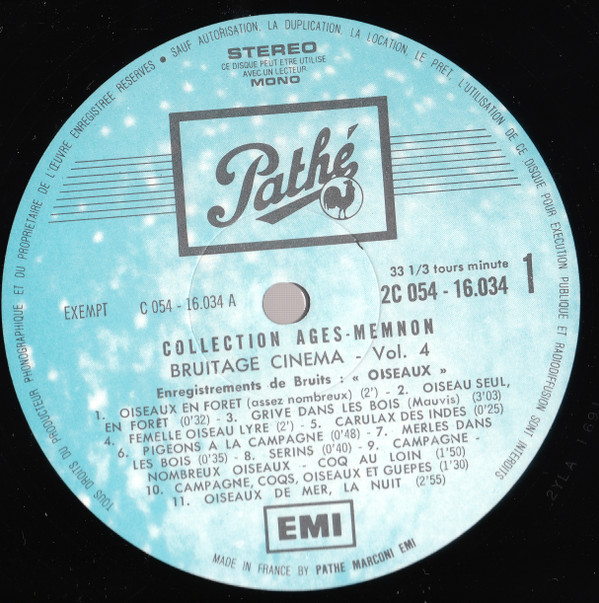 TOUS DROITS DU PRODUCTEUR PHONOGRAPHIQUE ET DU PROPRIETAIRE DE L'ŒUVRE ENREGISTREE RESERVES • SAUF AUTORISATION, LA DUPLICATION, LA LOCATION, LE PRET, L'UTILISATION DE CE DISQUE POUR EXECUTION PUBLIQUE ET RADIODIFFUSION SONT INTERDITS
STEREO
CE DISQUE PEUT ETRE UTILISE
AVEC UN LECTEUR
MONO
Pathé
33 1/3 tours minute
EXEMPT C 054 - 16.034 A 2C 054 - 16.034 1
COLLECTION AGES-MEMNON
BRUITAGE CINEMA - Vol. 4
Enregistrements de Bruits : « OISEAUX »
1. OISEAUX EN FORET (assez nombreux) (2') - 2. OISEAU SEUL,
EN FORÊT (0'32) - 3. GRIVE DANS LES BOIS (Mauvis) (3'03)
4. FEMELLE OISEAU LYRE (2') - 5. CARULAX DES INDES (0'25)
6. PIGEONS A LA CAMPAGNE (0'48) - 7. MERLES DANS
LES BOIS (0'35) - 8. SERINS (0'40) - 9. CAMPAGNE -
NOMBREUX OISEAUX - COQ AU LOIN (1'50)
10. CAMPAGNE, COQS, OISEAUX ET GUEPES (1'30)
11. OISEAUX DE MER, LA NUIT (2'55)
EMI
MADE IN FRANCE BY PATHE MARCONI EMI